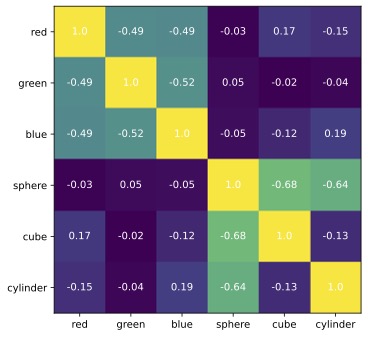 red 1.0 -0.49 -0.49 -0.03 0.17 -0.15
green -0.49 1.0 -0.52 0.05 -0.02 -0.04
blue -0.49 -0.52 1.0 -0.05 -0.12 0.19
sphere -0.03 0.05 -0.05 1.0 -0.68 -0.64
cube 0.17 -0.02 -0.12 -0.68 1.0 -0.13
cylinder -0.15 -0.04 0.19 -0.64 -0.13 1.0
red green blue sphere cube cylinder